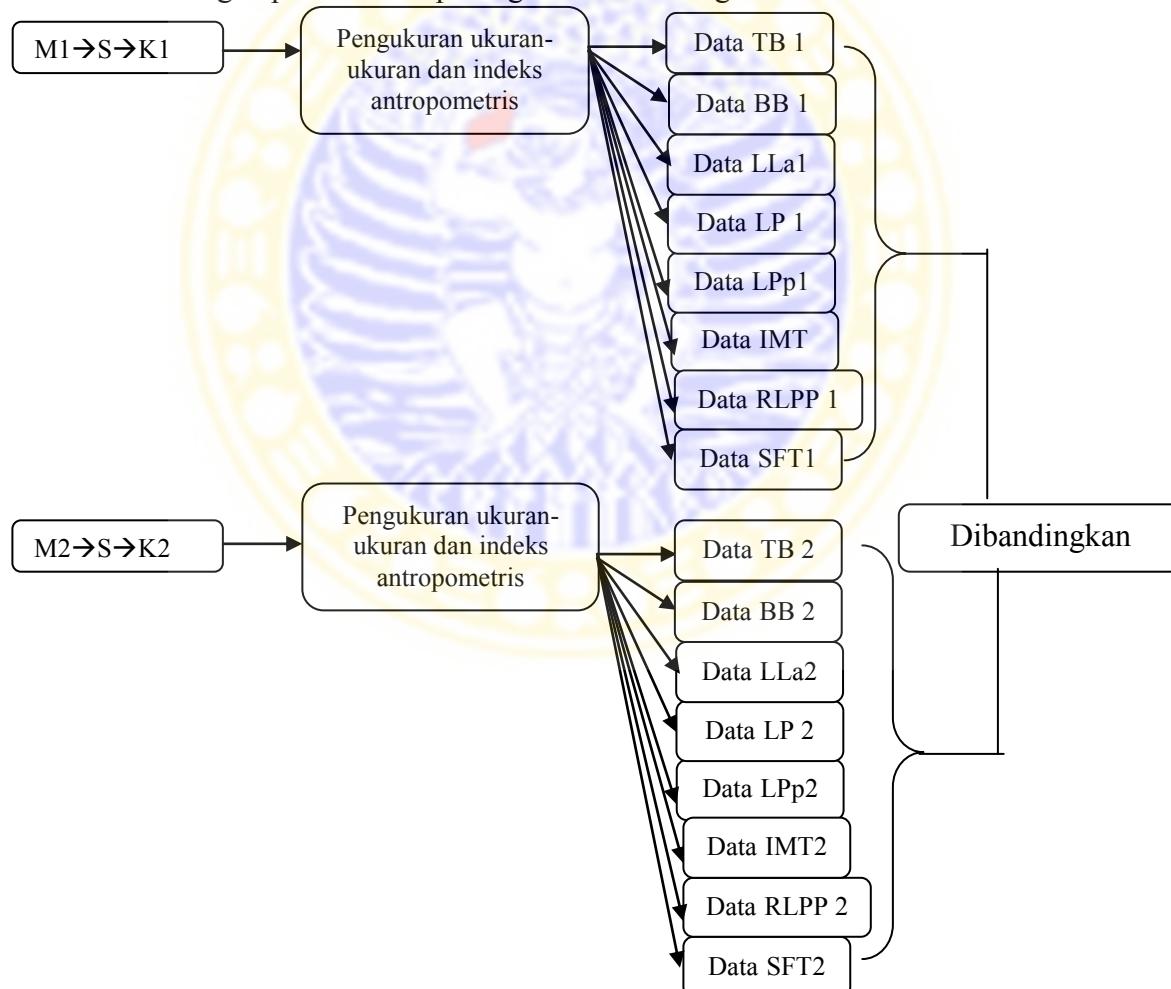 M1→S→K1
Pengukuran ukuran-
ukuran dan indeks
antropometris
Data TB 1
Data BB 1
Data LLa1
Data LP 1
Data LPp1
Data IMT
Data RLPP 1
Data SFT1
M2→S→K2
Pengukuran ukuran-
ukuran dan indeks
antropometris
Data TB 2
Data BB 2
Data LLa2
Data LP 2
Data LPp2
Data IMT2
Data RLPP 2
Data SFT2
Dibandingkan